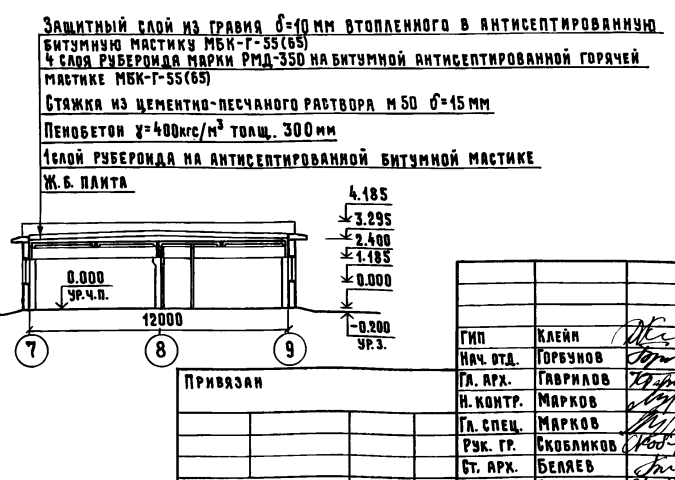 Защитный слой из гравия δ=10 мм втопленного в антисептированную
битумную мастику МБК-Г-55(65)
4 слоя рубероида марки РМД-350 на битумной антисептированной горячей
мастике МБК-Г-55(65)
Стяжка из цементно-песчаного раствора М 50 δ=15 мм
Пенобетон γ=400кгс/м³ толщ. 300 мм
1 слой рубероида на антисептированной битумной мастике
Ж.б. плита
4.185
3.295
2.400
1.185
0.000
0.000
Ур.ч.п.
-0.200
Ур.з.
12000
7
8
9
Привязан
ГИП Клейн
Нач. отд. Горбунов
Гл. арх. Гаврилов
Н. контр. Марков
Гл. спец. Марков
Рук. гр. Скобликов
Ст. арх. Беляев